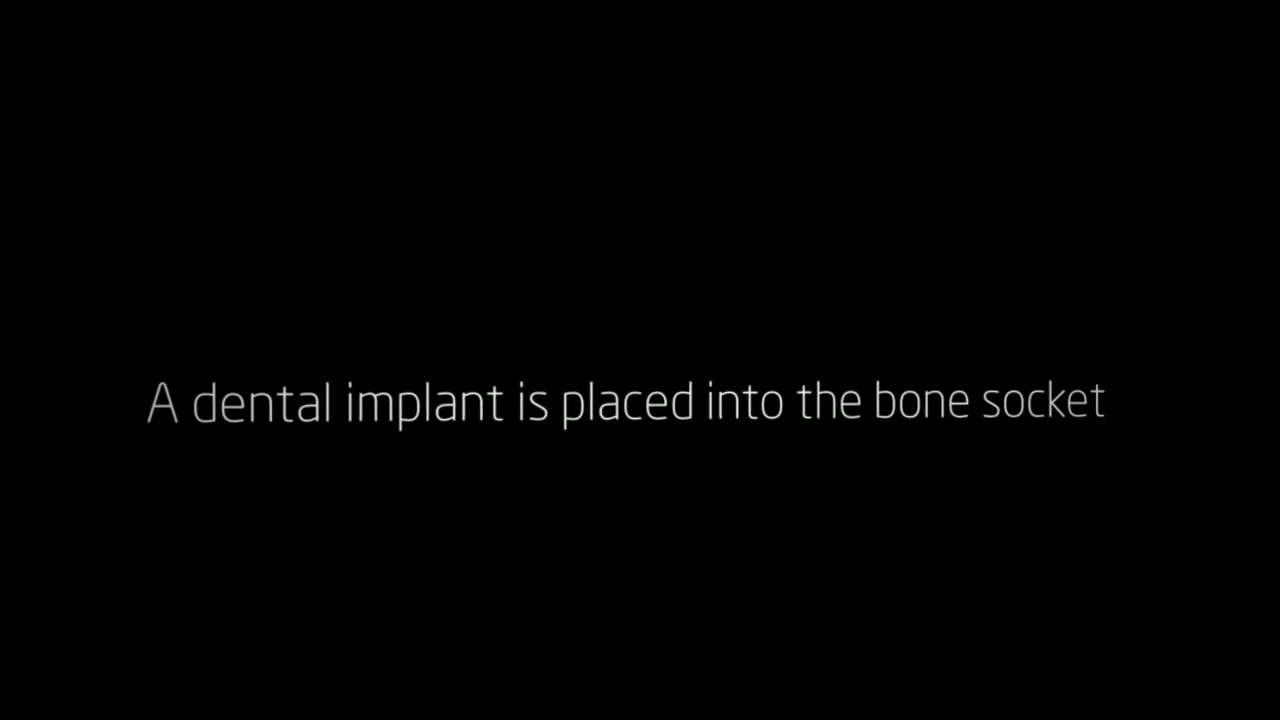 A dental implant is placed into the bone socket